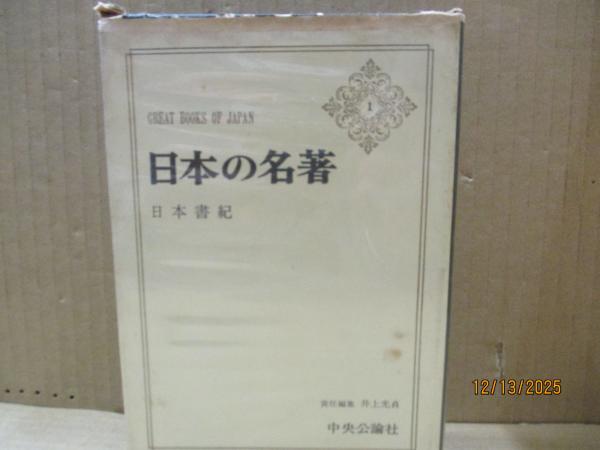 GREAT BOOKS OF JAPAN
1
日本の名著
日本書紀
責任編集 井上光貞
中央公論社
12/13/2025